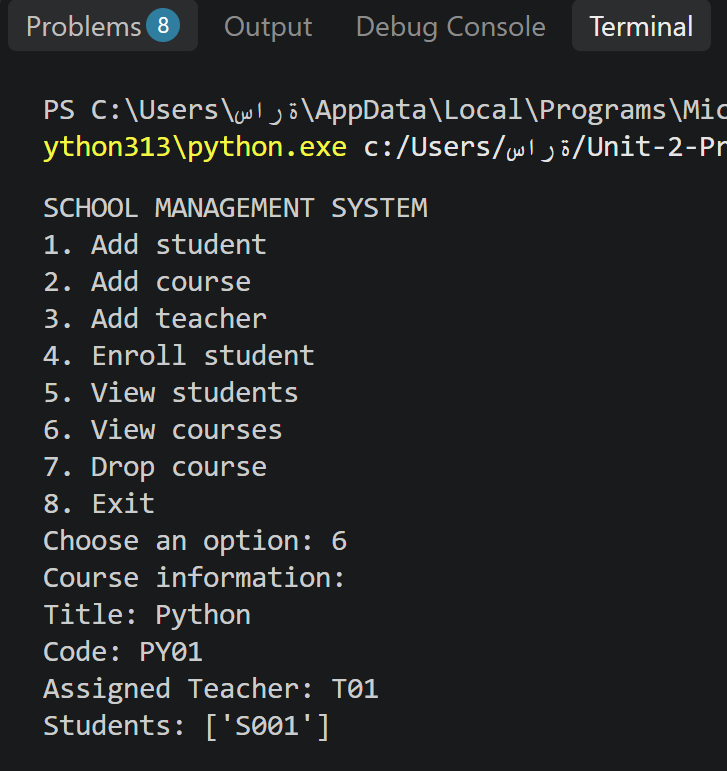 Problems 8 Output Debug Console Terminal
PS C:\Users\سارة\AppData\Local\Programs\Mic
ython313\python.exe c:/Users/سارة/Unit-2-Pr
SCHOOL MANAGEMENT SYSTEM
1. Add student
2. Add course
3. Add teacher
4. Enroll student
5. View students
6. View courses
7. Drop course
8. Exit
Choose an option: 6
Course information:
Title: Python
Code: PY01
Assigned Teacher: T01
Students: ['S001']